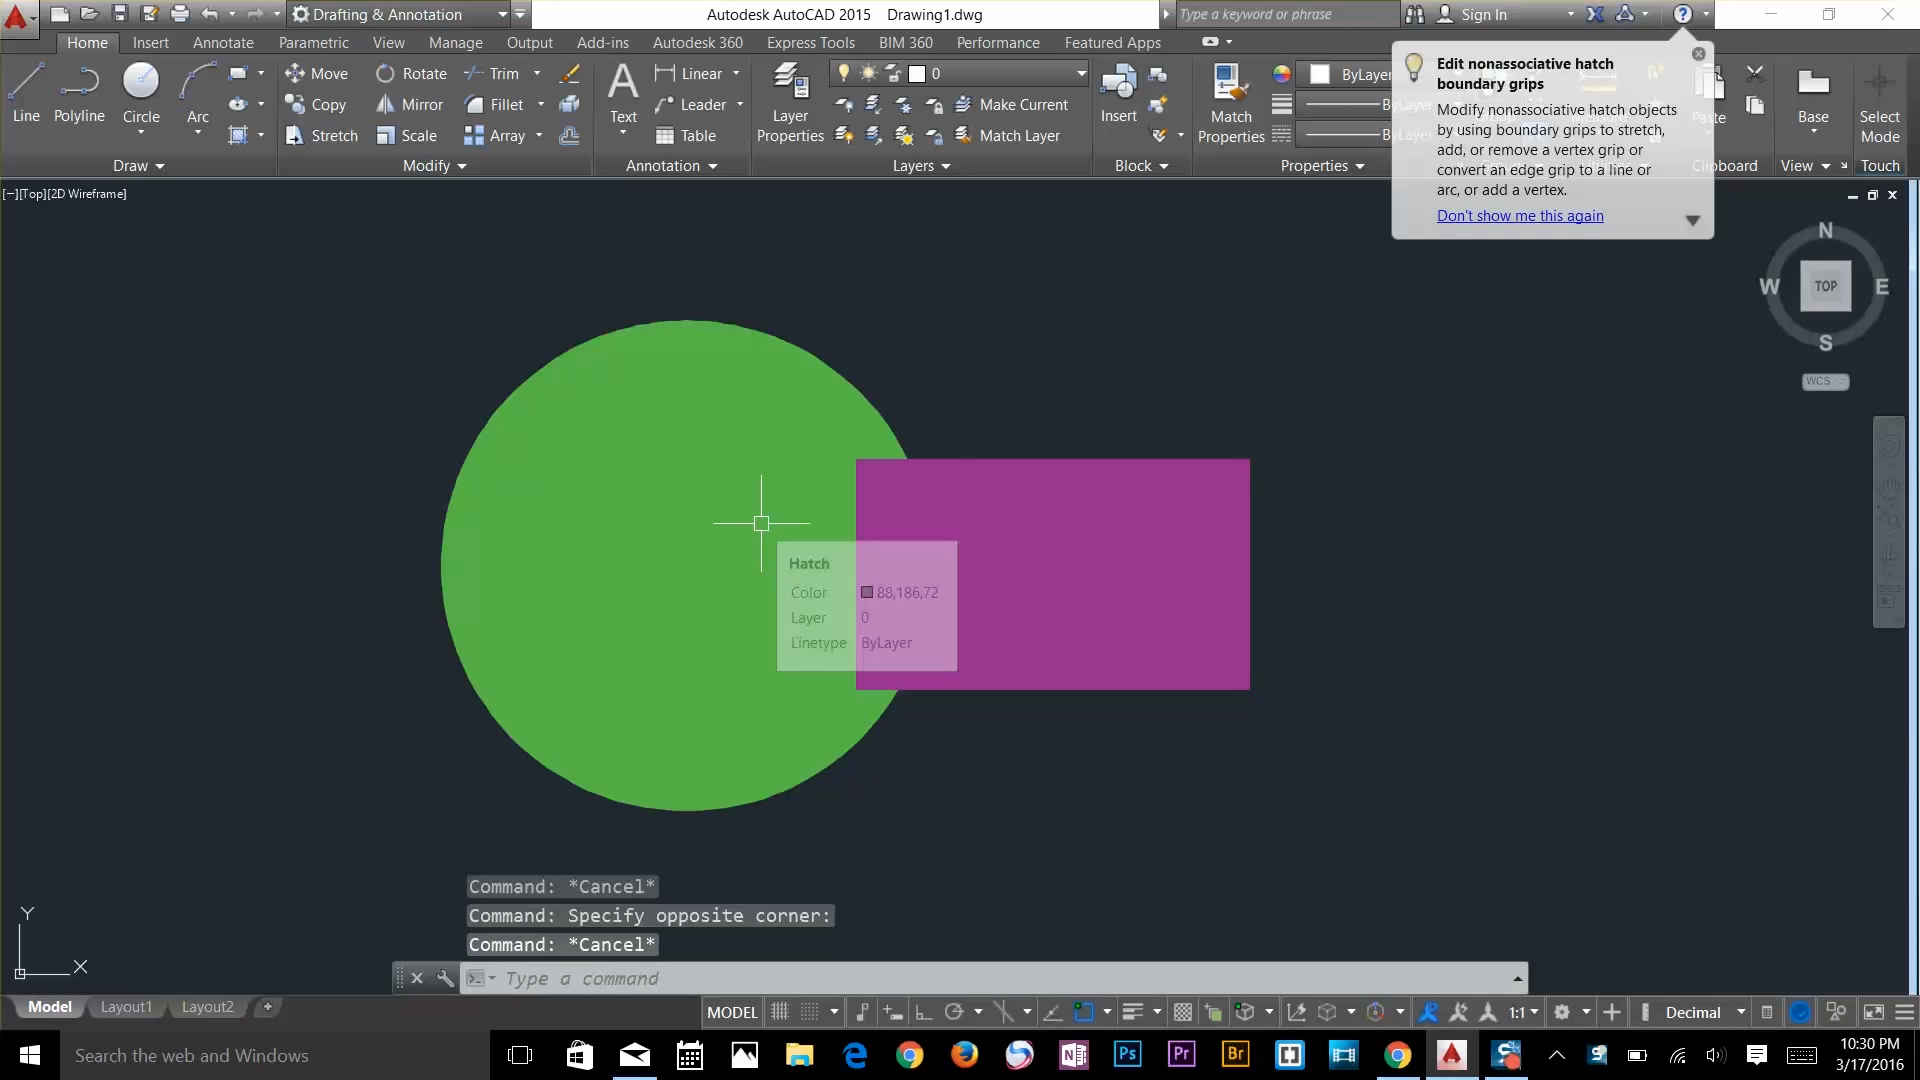 Drafting & Annotation
Autodesk AutoCAD 2015 Drawing1.dwg
Type a keyword or phrase
Sign In
Home Insert Annotate Parametric View Manage Output Add-ins Autodesk 360 Express Tools BIM 360 Performance Featured Apps
Line Polyline Circle Arc
Move Rotate Trim
Copy Mirror Fillet
Stretch Scale Array
Text
Linear
Leader
Table
Layer Properties
0
Make Current
Match Layer
Insert
Match Properties
ByLayer
Paste
Base
Select Mode
Draw Modify Annotation Layers Block Properties Clipboard View Touch
Edit nonassociative hatch
boundary grips
Modify nonassociative hatch objects
by using boundary grips to stretch,
add, or remove a vertex grip or
convert an edge grip to a line or
arc, or add a vertex.
Don't show me this again
[−][Top][2D Wireframe]
N
W TOP E
S
WCS
Hatch
Color 88,186,72
Layer 0
Linetype ByLayer
Command: *Cancel*
Command: Specify opposite corner:
Command: *Cancel*
Type a command
Y
X
Model Layout1 Layout2
MODEL 1:1 Decimal
Search the web and Windows
Ps Pr Br
10:30 PM
3/17/2016